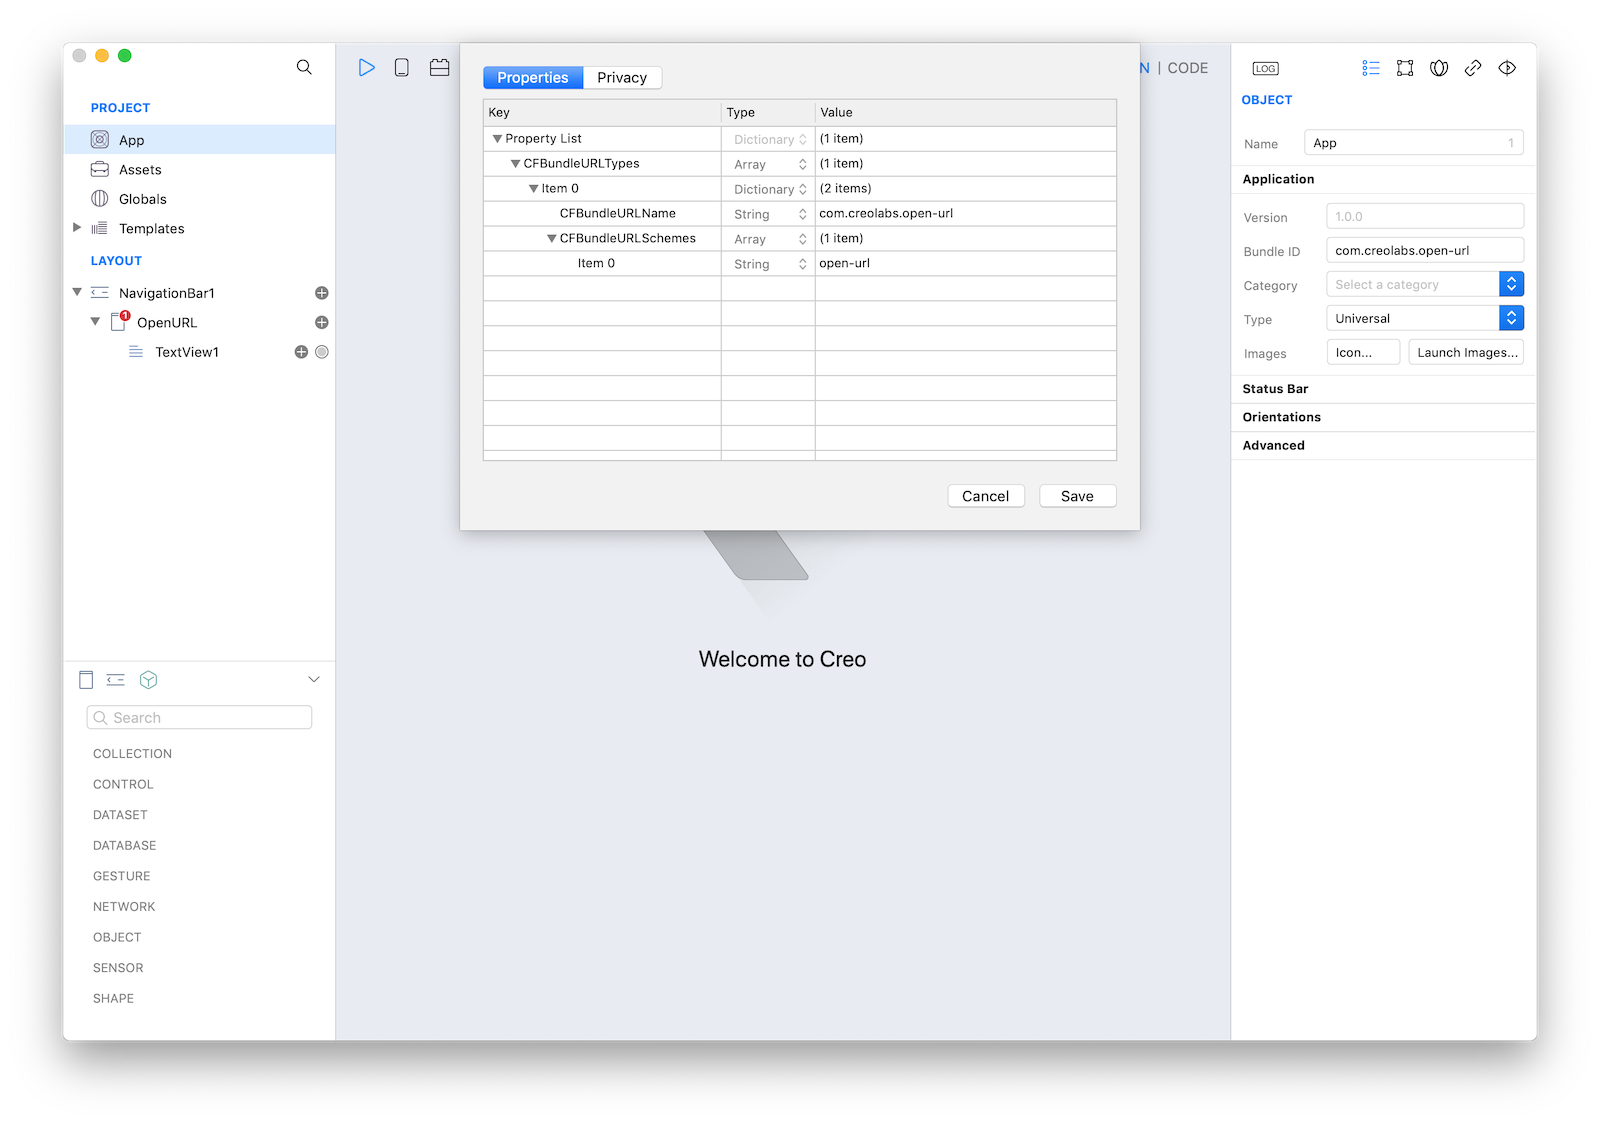 PROJECT
App
Assets
Globals
Templates
LAYOUT
NavigationBar1
1
OpenURL
TextView1
Search
COLLECTION
CONTROL
DATASET
DATABASE
GESTURE
NETWORK
OBJECT
SENSOR
SHAPE
Properties
Privacy
Key Type Value
Property List Dictionary (1 item)
CFBundleURLTypes Array (1 item)
Item 0 Dictionary (2 items)
CFBundleURLName String com.creolabs.open-url
CFBundleURLSchemes Array (1 item)
Item 0 String open-url
Cancel
Save
Welcome to Creo
N | CODE
LOG
OBJECT
Name App 1
Application
Version 1.0.0
Bundle ID com.creolabs.open-url
Category Select a category
Type Universal
Images Icon... Launch Images...
Status Bar
Orientations
Advanced